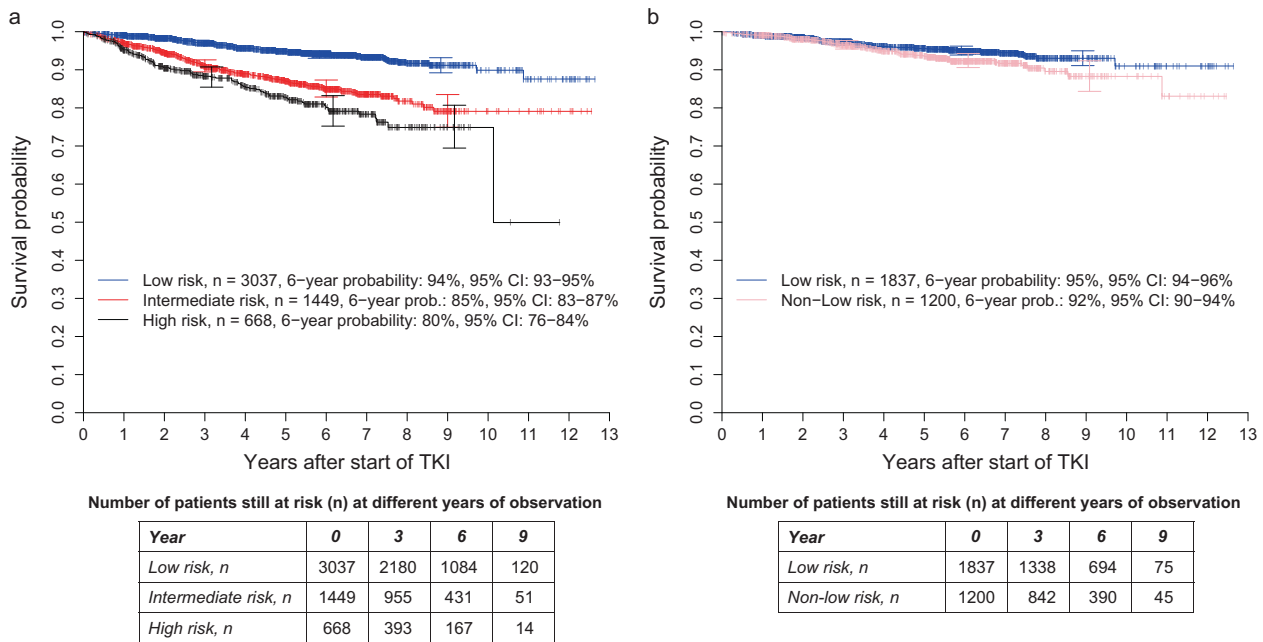 a
Survival probability
1.0
0.9
0.8
0.7
0.6
0.5
0.4
0.3
0.2
0.1
0.0
Low risk, n = 3037, 6−year probability: 94%, 95% CI: 93−95%
Intermediate risk, n = 1449, 6−year prob.: 85%, 95% CI: 83−87%
High risk, n = 668, 6−year probability: 80%, 95% CI: 76−84%
0 1 2 3 4 5 6 7 8 9 10 11 12 13
Years after start of TKI
Number of patients still at risk (n) at different years of observation
Year 0 3 6 9
Low risk, n 3037 2180 1084 120
Intermediate risk, n 1449 955 431 51
High risk, n 668 393 167 14
b
Survival probability
1.0
0.9
0.8
0.7
0.6
0.5
0.4
0.3
0.2
0.1
0.0
Low risk, n = 1837, 6−year probability: 95%, 95% CI: 94−96%
Non−Low risk, n = 1200, 6−year prob.: 92%, 95% CI: 90−94%
0 1 2 3 4 5 6 7 8 9 10 11 12 13
Years after start of TKI
Number of patients still at risk (n) at different years of observation
Year 0 3 6 9
Low risk, n 1837 1338 694 75
Non-low risk, n 1200 842 390 45